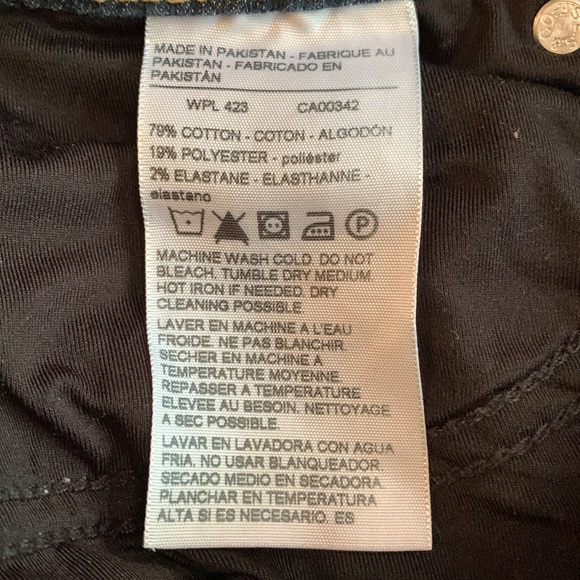 MADE IN PAKISTAN - FABRIQUE AU
PAKISTAN - FABRICADO EN
PAKISTÁN
WPL 423 CA00342
79% COTTON - COTON - ALGODÓN
19% POLYESTER - poliéster
2% ELASTANE - ELASTHANNE -
elastano
P
MACHINE WASH COLD. DO NOT
BLEACH. TUMBLE DRY MEDIUM.
HOT IRON IF NEEDED. DRY
CLEANING POSSIBLE.
LAVER EN MACHINE A L'EAU
FROIDE. NE PAS BLANCHIR.
SECHER EN MACHINE A
TEMPERATURE MOYENNE.
REPASSER A TEMPERATURE
ELEVEE AU BESOIN. NETTOYAGE
A SEC POSSIBLE.
LAVAR EN LAVADORA CON AGUA
FRIA. NO USAR BLANQUEADOR.
SECADO MEDIO EN SECADORA
PLANCHAR EN TEMPERATURA
ALTA SI ES NECESARIO. ES